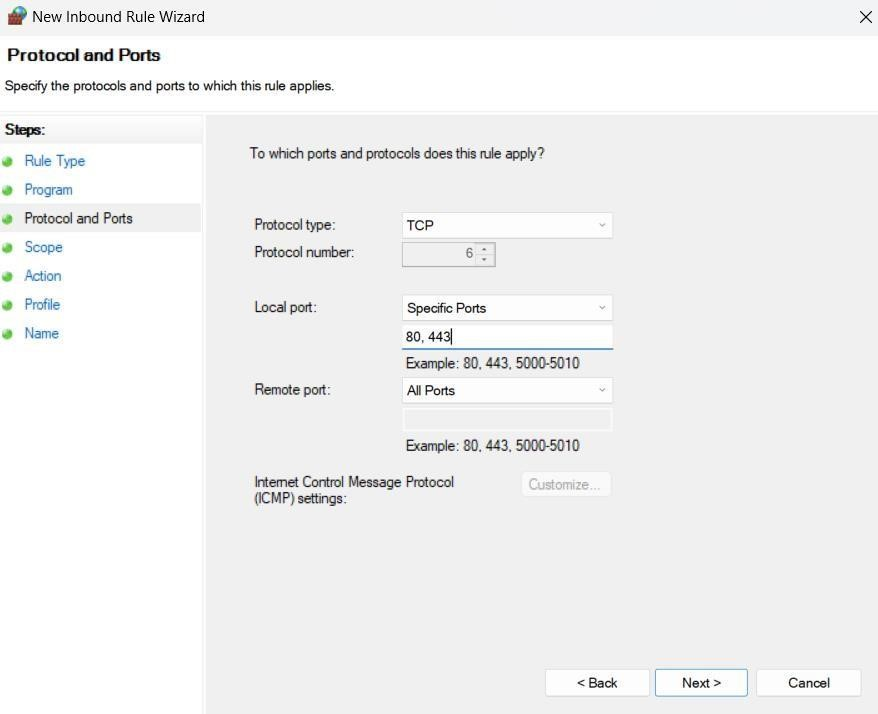 New Inbound Rule Wizard
Protocol and Ports
Specify the protocols and ports to which this rule applies.
Steps:
Rule Type
Program
Protocol and Ports
Scope
Action
Profile
Name
To which ports and protocols does this rule apply?
Protocol type: TCP
Protocol number: 6
Local port: Specific Ports
80, 443
Example: 80, 443, 5000-5010
Remote port: All Ports
Example: 80, 443, 5000-5010
Internet Control Message Protocol
(ICMP) settings:
Customize...
< Back Next > Cancel